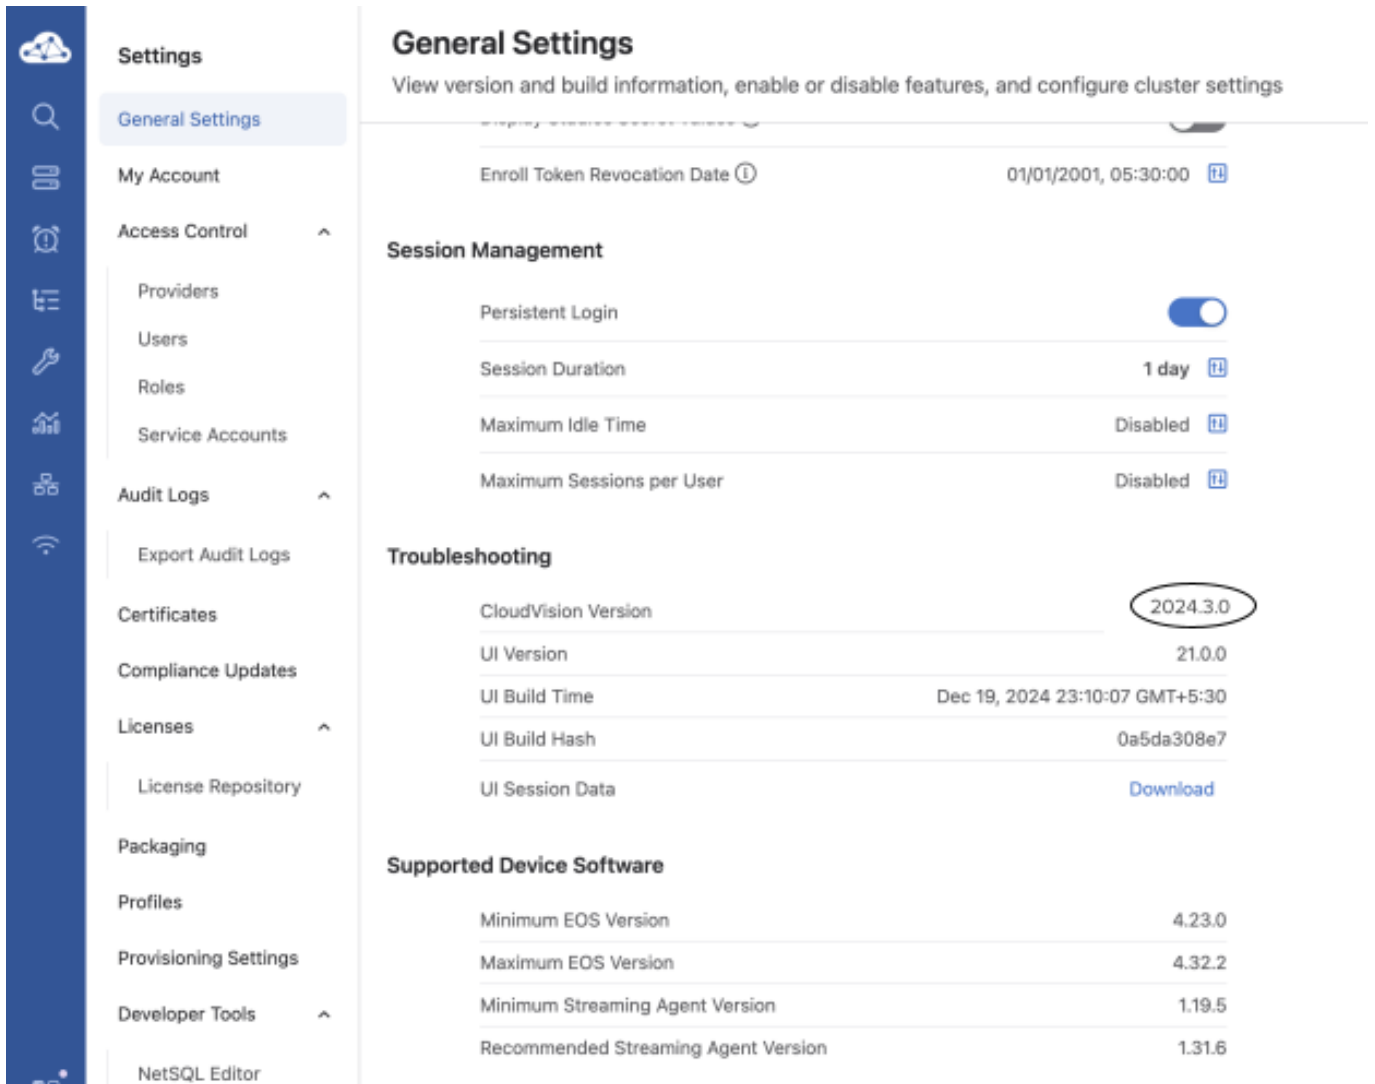 Settings
General Settings
My Account
Access Control
Providers
Users
Roles
Service Accounts
Audit Logs
Export Audit Logs
Certificates
Compliance Updates
Licenses
License Repository
Packaging
Profiles
Provisioning Settings
Developer Tools
NetSQL Editor
General Settings
View version and build information, enable or disable features, and configure cluster settings
Enroll Token Revocation Date 01/01/2001, 05:30:00
Session Management
Persistent Login
Session Duration 1 day
Maximum Idle Time Disabled
Maximum Sessions per User Disabled
Troubleshooting
CloudVision Version 2024.3.0
UI Version 21.0.0
UI Build Time Dec 19, 2024 23:10:07 GMT+5:30
UI Build Hash 0a5da308e7
UI Session Data Download
Supported Device Software
Minimum EOS Version 4.23.0
Maximum EOS Version 4.32.2
Minimum Streaming Agent Version 1.19.5
Recommended Streaming Agent Version 1.31.6